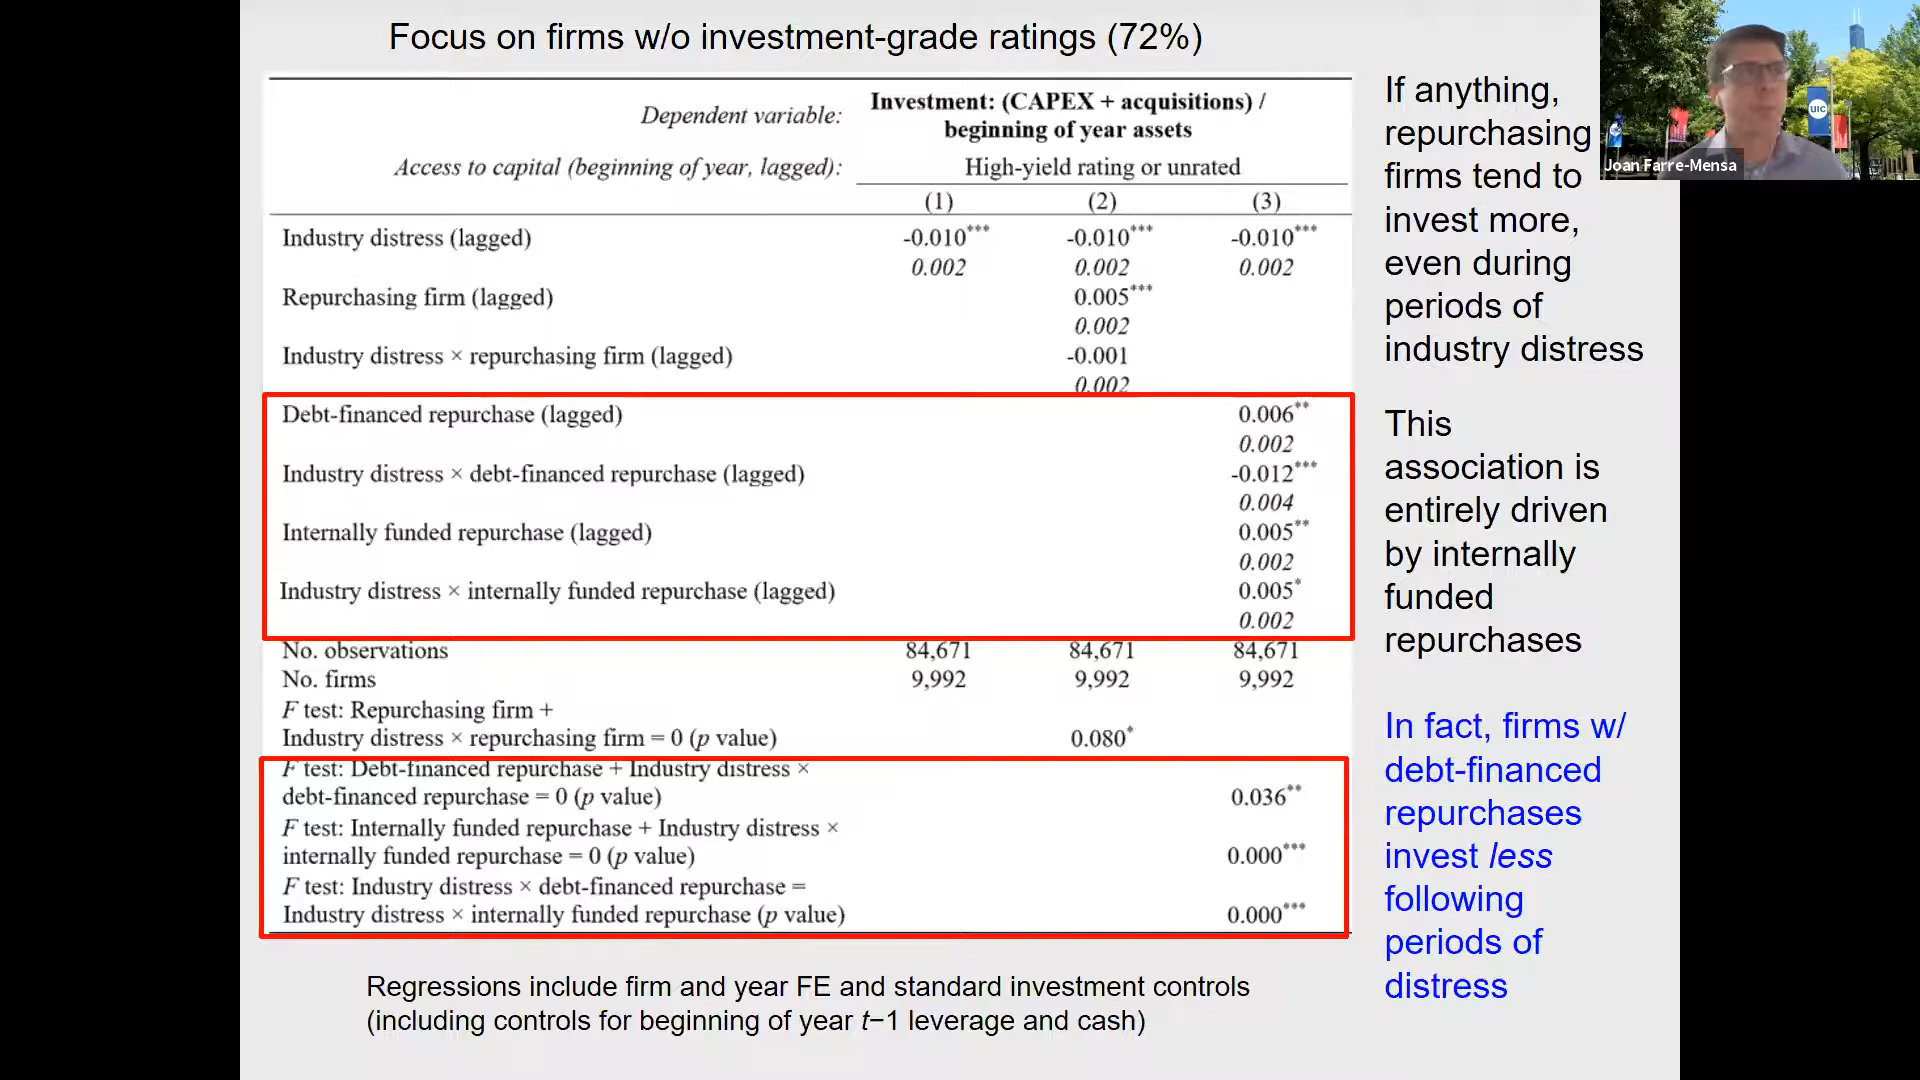 Focus on firms w/o investment-grade ratings (72%)
Dependent variable:
Investment: (CAPEX + acquisitions) /
beginning of year assets
Access to capital (beginning of year, lagged):
High-yield rating or unrated
(1) (2) (3)
Industry distress (lagged) -0.010*** -0.010*** -0.010***
0.002 0.002 0.002
Repurchasing firm (lagged) 0.005***
0.002
Industry distress × repurchasing firm (lagged) -0.001
0.002
Debt-financed repurchase (lagged) 0.006**
0.002
Industry distress × debt-financed repurchase (lagged) -0.012***
0.004
Internally funded repurchase (lagged) 0.005**
0.002
Industry distress × internally funded repurchase (lagged) 0.005*
0.002
No. observations 84,671 84,671 84,671
No. firms 9,992 9,992 9,992
F test: Repurchasing firm +
Industry distress × repurchasing firm = 0 (p value) 0.080*
F test: Debt-financed repurchase + Industry distress ×
debt-financed repurchase = 0 (p value) 0.036**
F test: Internally funded repurchase + Industry distress ×
internally funded repurchase = 0 (p value) 0.000***
F test: Industry distress × debt-financed repurchase =
Industry distress × internally funded repurchase (p value) 0.000***
Regressions include firm and year FE and standard investment controls
(including controls for beginning of year t−1 leverage and cash)
If anything,
repurchasing
firms tend to
invest more,
even during
periods of
industry distress
This
association is
entirely driven
by internally
funded
repurchases
In fact, firms w/
debt-financed
repurchases
invest less
following
periods of
distress
UIC
Joan Farre-Mensa